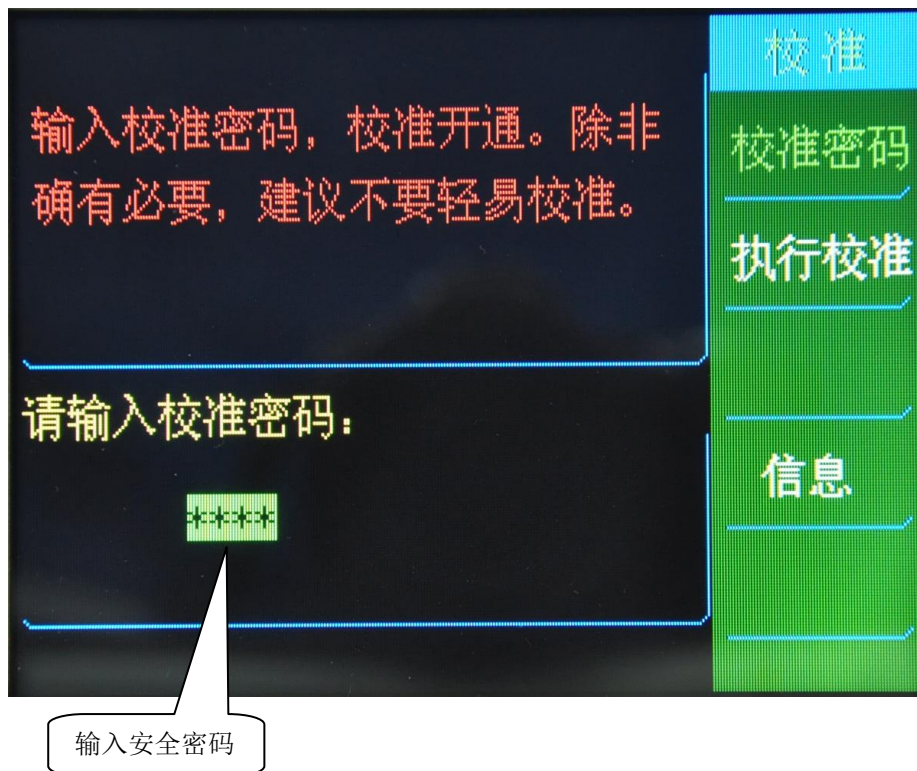 校准
输入校准密码，校准开通。除非
确有必要，建议不要轻易校准。
校准密码
执行校准
请输入校准密码：
****
信息
输入安全密码